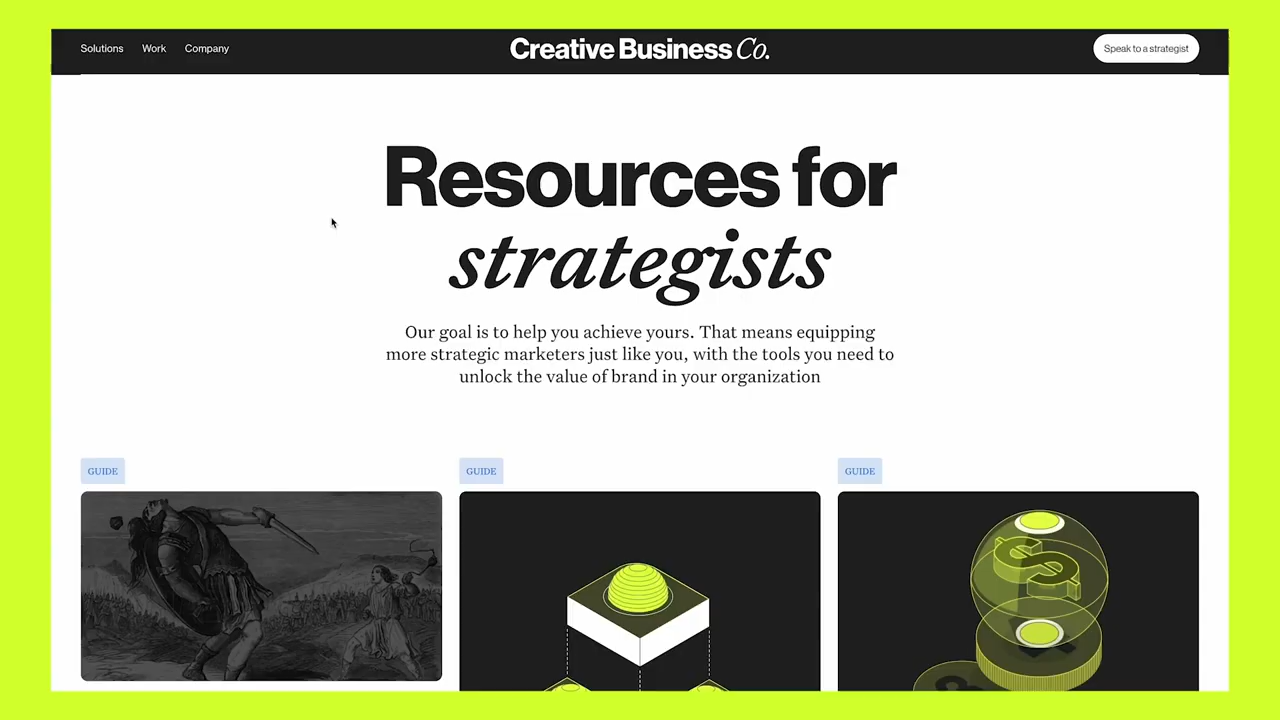 Solutions
Work
Company
Creative Business Co.
Speak to a strategist
Resources for
strategists
Our goal is to help you achieve yours. That means equipping
more strategic marketers just like you, with the tools you need to
unlock the value of brand in your organization
GUIDE
GUIDE
GUIDE
$